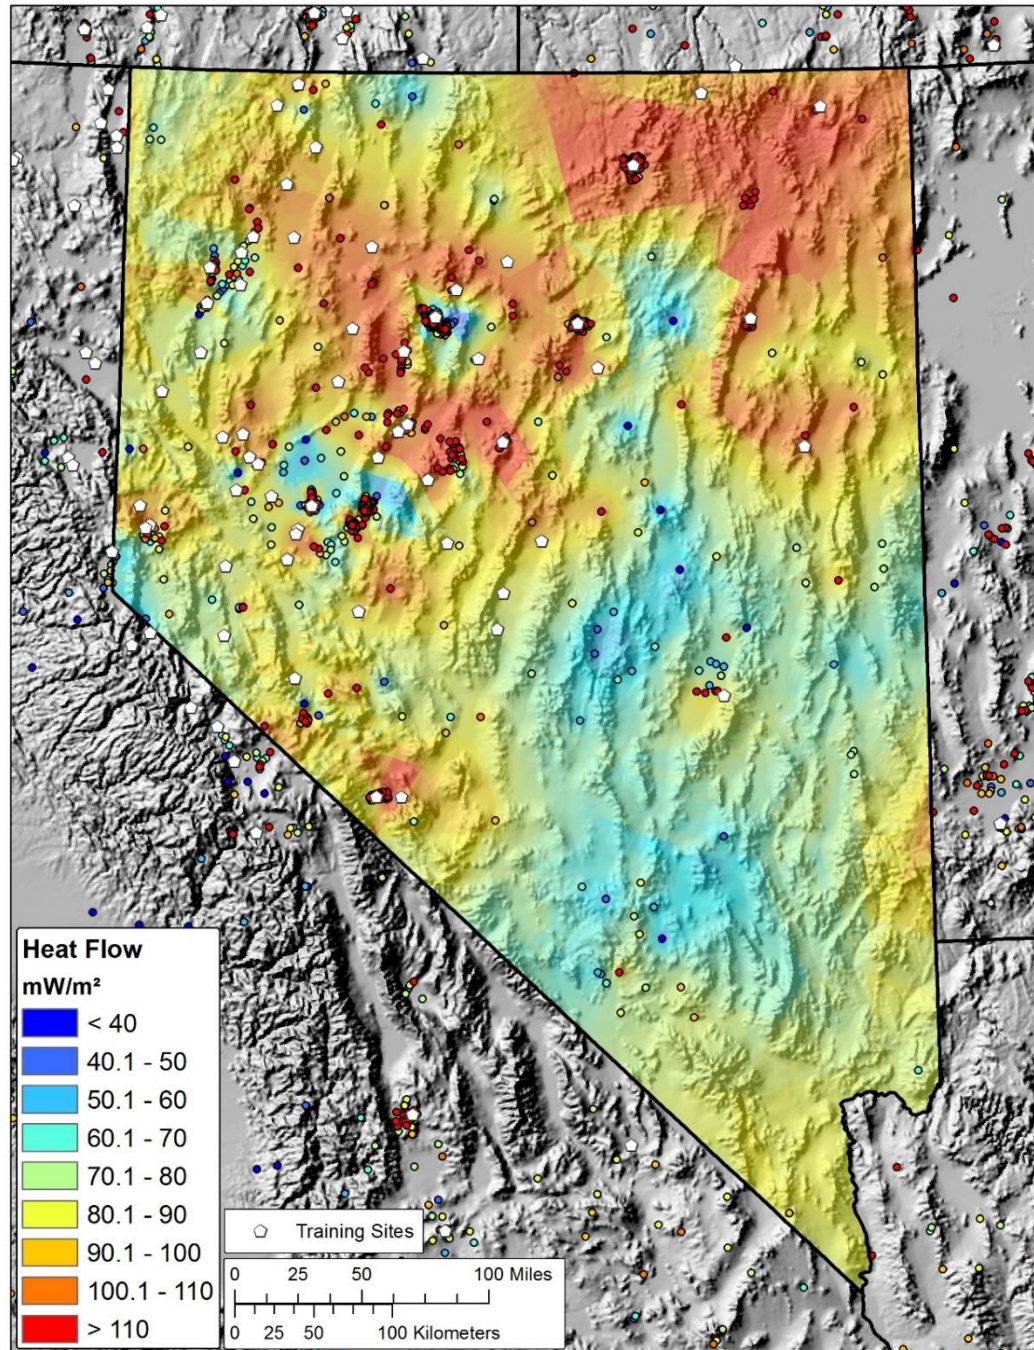 Heat Flow
mW/m²
< 40
40.1 - 50
50.1 - 60
60.1 - 70
70.1 - 80
80.1 - 90
90.1 - 100
100.1 - 110
> 110
Training Sites
0 25 50 100 Miles
0 25 50 100 Kilometers